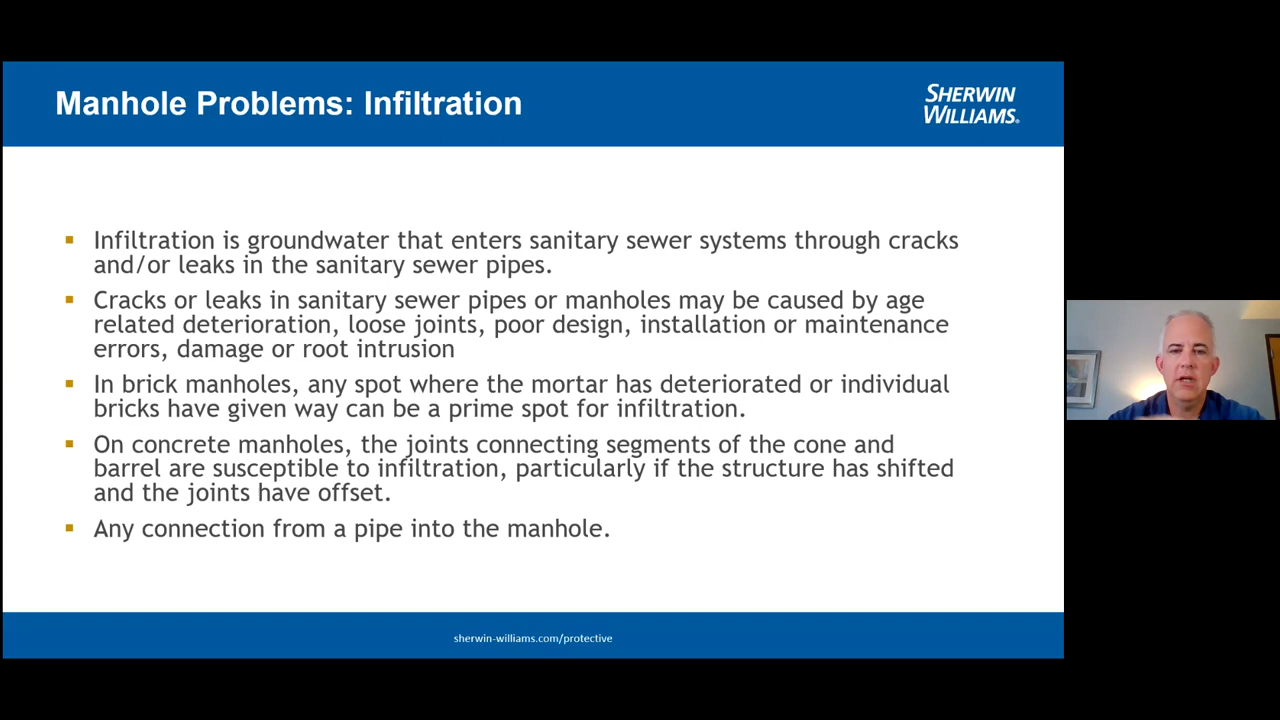 Manhole Problems: Infiltration
SHERWIN
WILLIAMS®
▪ Infiltration is groundwater that enters sanitary sewer systems through cracks
and/or leaks in the sanitary sewer pipes.
▪ Cracks or leaks in sanitary sewer pipes or manholes may be caused by age
related deterioration, loose joints, poor design, installation or maintenance
errors, damage or root intrusion
▪ In brick manholes, any spot where the mortar has deteriorated or individual
bricks have given way can be a prime spot for infiltration.
▪ On concrete manholes, the joints connecting segments of the cone and
barrel are susceptible to infiltration, particularly if the structure has shifted
and the joints have offset.
▪ Any connection from a pipe into the manhole.
sherwin-williams.com/protective